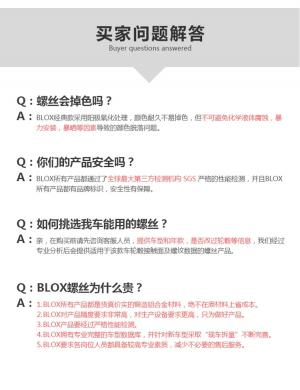 买家问题解答
Buyer questions answered
Q：螺丝会掉色吗？
A：BLOX经典款采用阳极氧化处理，颜色耐久不易掉色，但不可避免化学液体腐蚀，暴
力安装，暴晒等因素导致的颜色脱落问题。
Q：你们的产品安全吗？
A：BLOX所有产品都通过了全球最大第三方检测机构 SGS 严格的性能检测，并且BLOX
所有产品都有品牌标识，安全性有保障。
Q：如何挑选我车能用的螺丝？
A：亲，在购买前请先咨询客服人员，提供车型和年款，是否改过轮毂等信息，我们经过
专业分析后会提供适用于该款车轮毂接触面及螺纹数据的螺丝产品。
Q：BLOX螺丝为什么贵？
A：1.BLOX所有产品都是货真价实的锻造铝合金材料，绝不在原材料上省成本。
2.BLOX对产品精度要求非常高，对生产设备要求更高，只为做好产品。
3.BLOX产品要经过严格性能检测。
4.BLOX拥有专业完整的车型数据库，并针对新车型采取“现车拆鉴”不断完善。
5.BLOX要求各岗位人员都具备较高专业素质，减少不必要的售后服务。